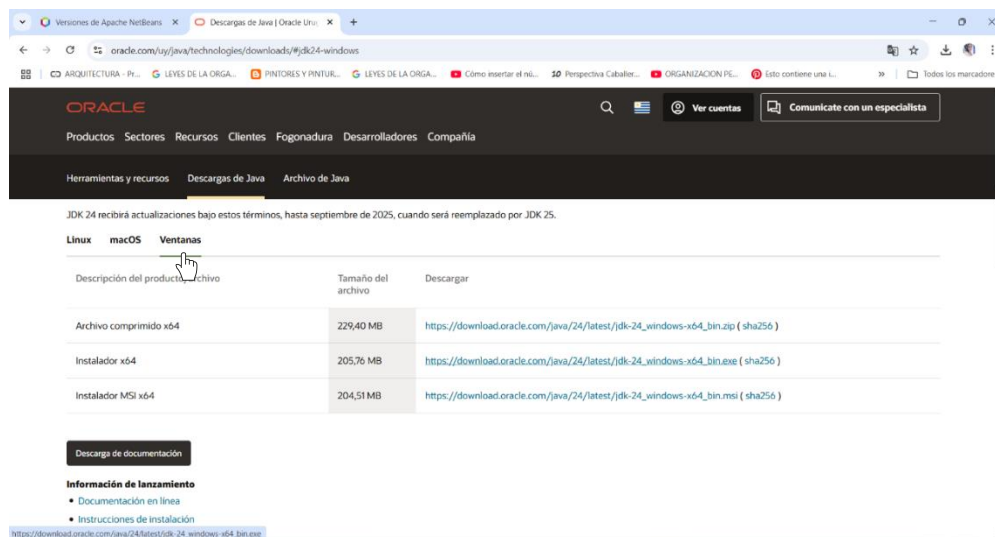 Versiones de Apache NetBeans
Descargas de Java | Oracle Uru
oracle.com/uy/java/technologies/downloads/#jdk24-windows
ARQUITECTURA - Pr... LEYES DE LA ORGA... PINTORES Y PINTUR... LEYES DE LA ORGA... Cómo insertar el nú... 10 Perspectiva Caballer... ORGANIZACION PE... Esto contiene una i... » Todos los marcadore
ORACLE
Ver cuentas
Comunicate con un especialista
Productos Sectores Recursos Clientes Fogonadura Desarrolladores Compañía
Herramientas y recursos Descargas de Java Archivo de Java
JDK 24 recibirá actualizaciones bajo estos términos, hasta septiembre de 2025, cuando será reemplazado por JDK 25.
Linux macOS Ventanas
Descripción del producto/archivo Tamaño del archivo Descargar
Archivo comprimido x64 229,40 MB https://download.oracle.com/java/24/latest/jdk-24_windows-x64_bin.zip ( sha256 )
Instalador x64 205,76 MB https://download.oracle.com/java/24/latest/jdk-24_windows-x64_bin.exe ( sha256 )
Instalador MSI x64 204,51 MB https://download.oracle.com/java/24/latest/jdk-24_windows-x64_bin.msi ( sha256 )
Descarga de documentación
Información de lanzamiento
• Documentación en línea
• Instrucciones de instalación
https://download.oracle.com/java/24/latest/jdk-24_windows-x64_bin.exe